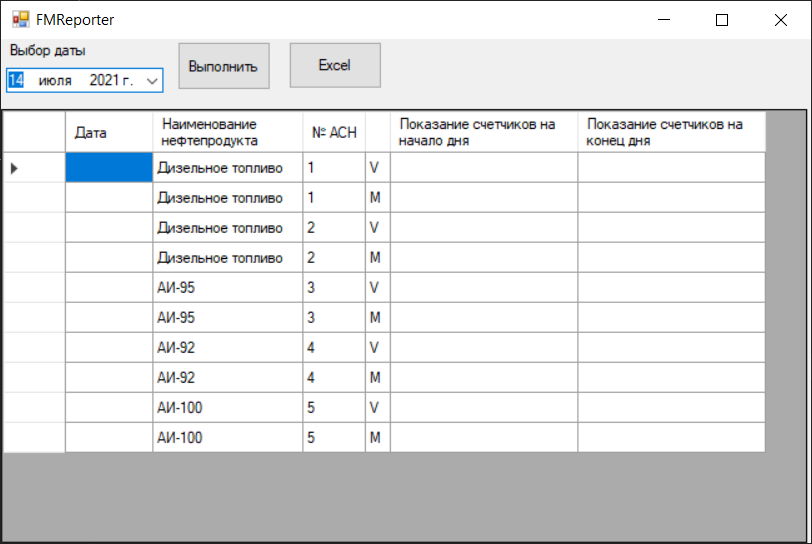 FMReporter
Выбор даты
14 июля 2021 г.
Выполнить
Excel
Дата
Наименование
нефтепродукта
№ АСН
Показание счетчиков на
начало дня
Показание счетчиков на
конец дня
Дизельное топливо 1 V
Дизельное топливо 1 M
Дизельное топливо 2 V
Дизельное топливо 2 M
АИ-95 3 V
АИ-95 3 M
АИ-92 4 V
АИ-92 4 M
АИ-100 5 V
АИ-100 5 M